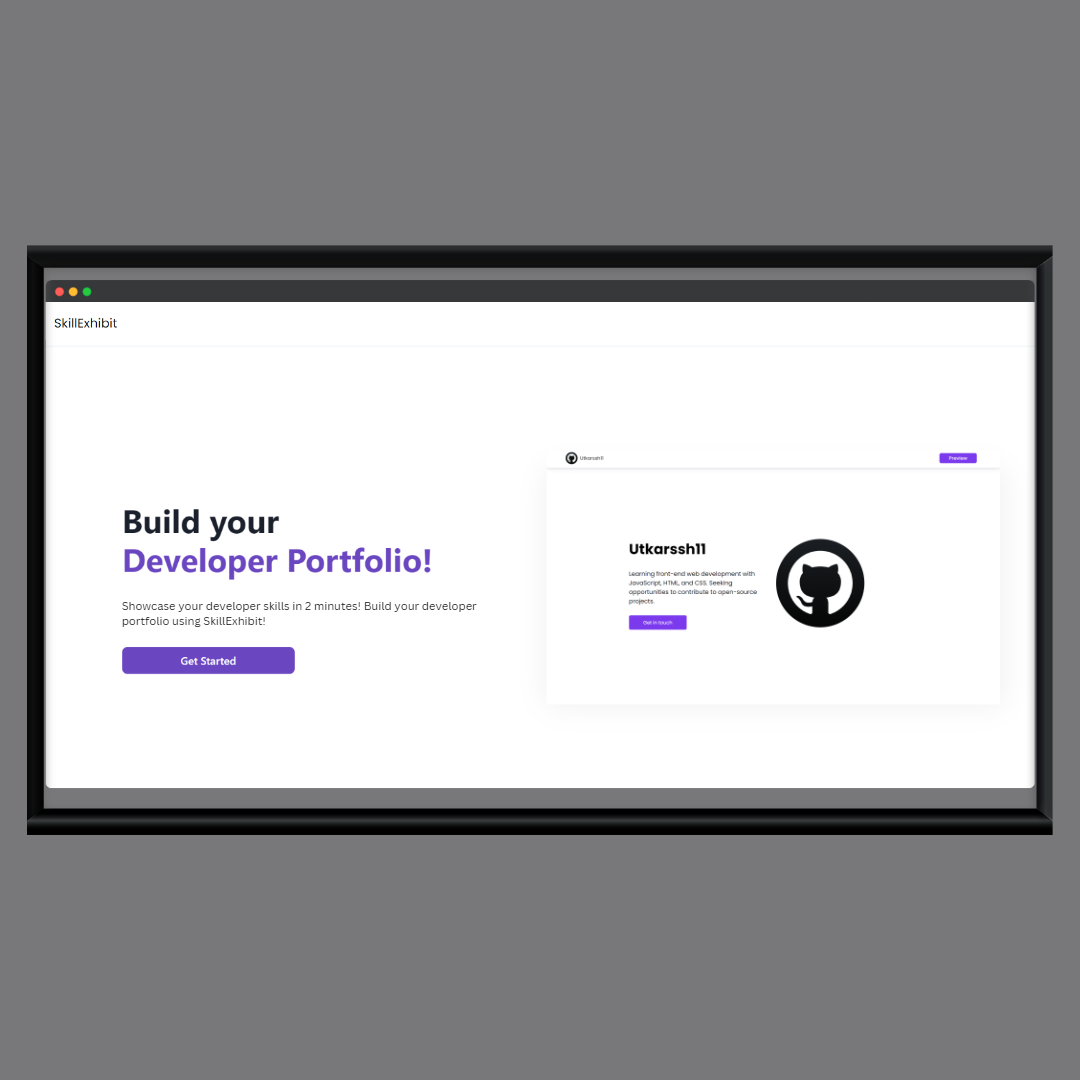 SkillExhibit
Build your
Developer Portfolio!
Showcase your developer skills in 2 minutes! Build your developer
portfolio using SkillExhibit!
Get Started
Utkarssh11
Preview
Utkarssh11
Learning front-end web development with
JavaScript, HTML, and CSS. Seeking
opportunities to contribute to open-source
projects.
Get in touch